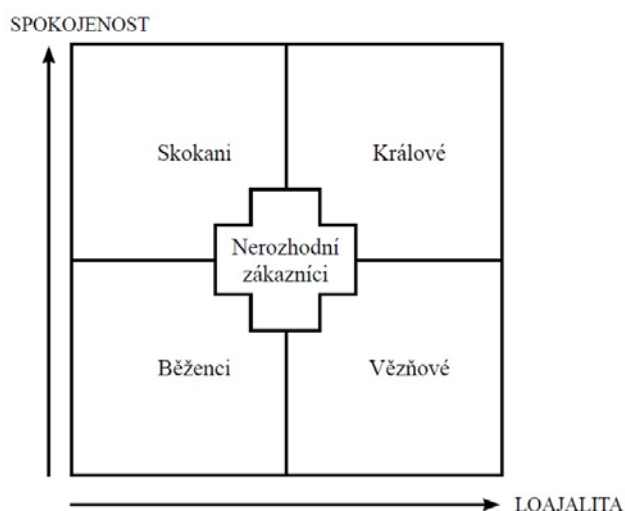 SPOKOJENOST
Skokani
Králové
Nerozhodní
zákazníci
Běženci
Vězňové
LOAJALITA